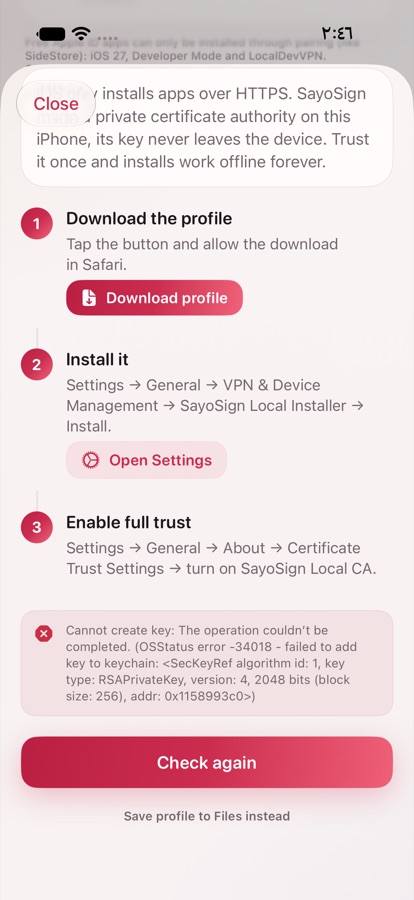 ٢:٤٦
Free Apple ID apps can only be installed through pairing (like
SideStore): iOS 27, Developer Mode and LocalDevVPN.
Close
installs apps over HTTPS. SayoSign
private certificate authority on this
iPhone, its key never leaves the device. Trust
it once and installs work offline forever.
1
Download the profile
Tap the button and allow the download
in Safari.
Download profile
2
Install it
Settings → General → VPN & Device
Management → SayoSign Local Installer →
Install.
Open Settings
3
Enable full trust
Settings → General → About → Certificate
Trust Settings → turn on SayoSign Local CA.
Cannot create key: The operation couldn’t be
completed. (OSStatus error -34018 - failed to add
key to keychain: <SecKeyRef algorithm id: 1, key
type: RSAPrivateKey, version: 4, 2048 bits (block
size: 256), addr: 0x1158993c0>)
Check again
Save profile to Files instead